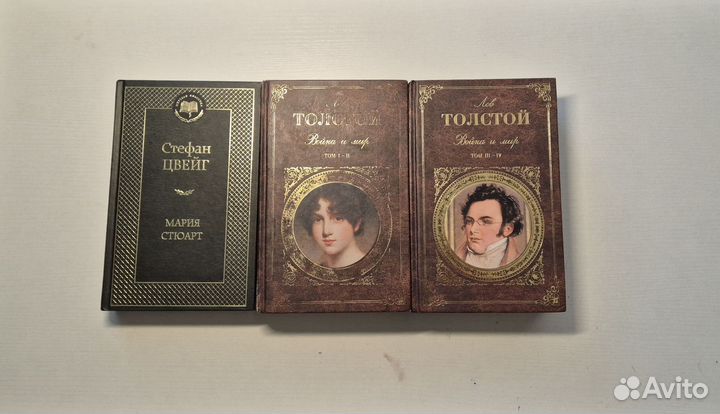 Стефан
ЦВЕЙГ
МАРИЯ
СТЮАРТ
ТОЛСТОЙ
Война и мир
ТОМ I – II
Лев
ТОЛСТОЙ
Война и мир
ТОМ III – IV
Avito